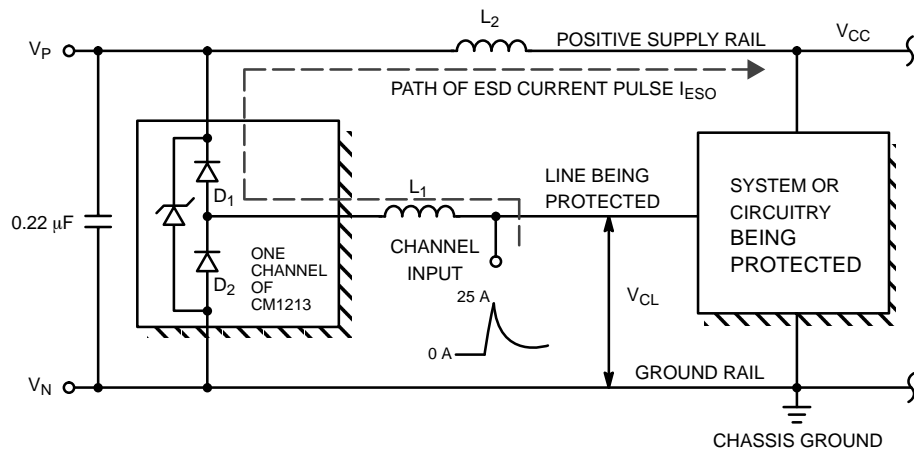 L2
VP
POSITIVE SUPPLY RAIL
VCC
PATH OF ESD CURRENT PULSE IESO
D1
L1
LINE BEING
PROTECTED
SYSTEM OR
CIRCUITRY
BEING
PROTECTED
0.22 μF
ONE
CHANNEL
OF
CM1213
D2
CHANNEL
INPUT
25 A
0 A
VCL
VN
GROUND RAIL
CHASSIS GROUND